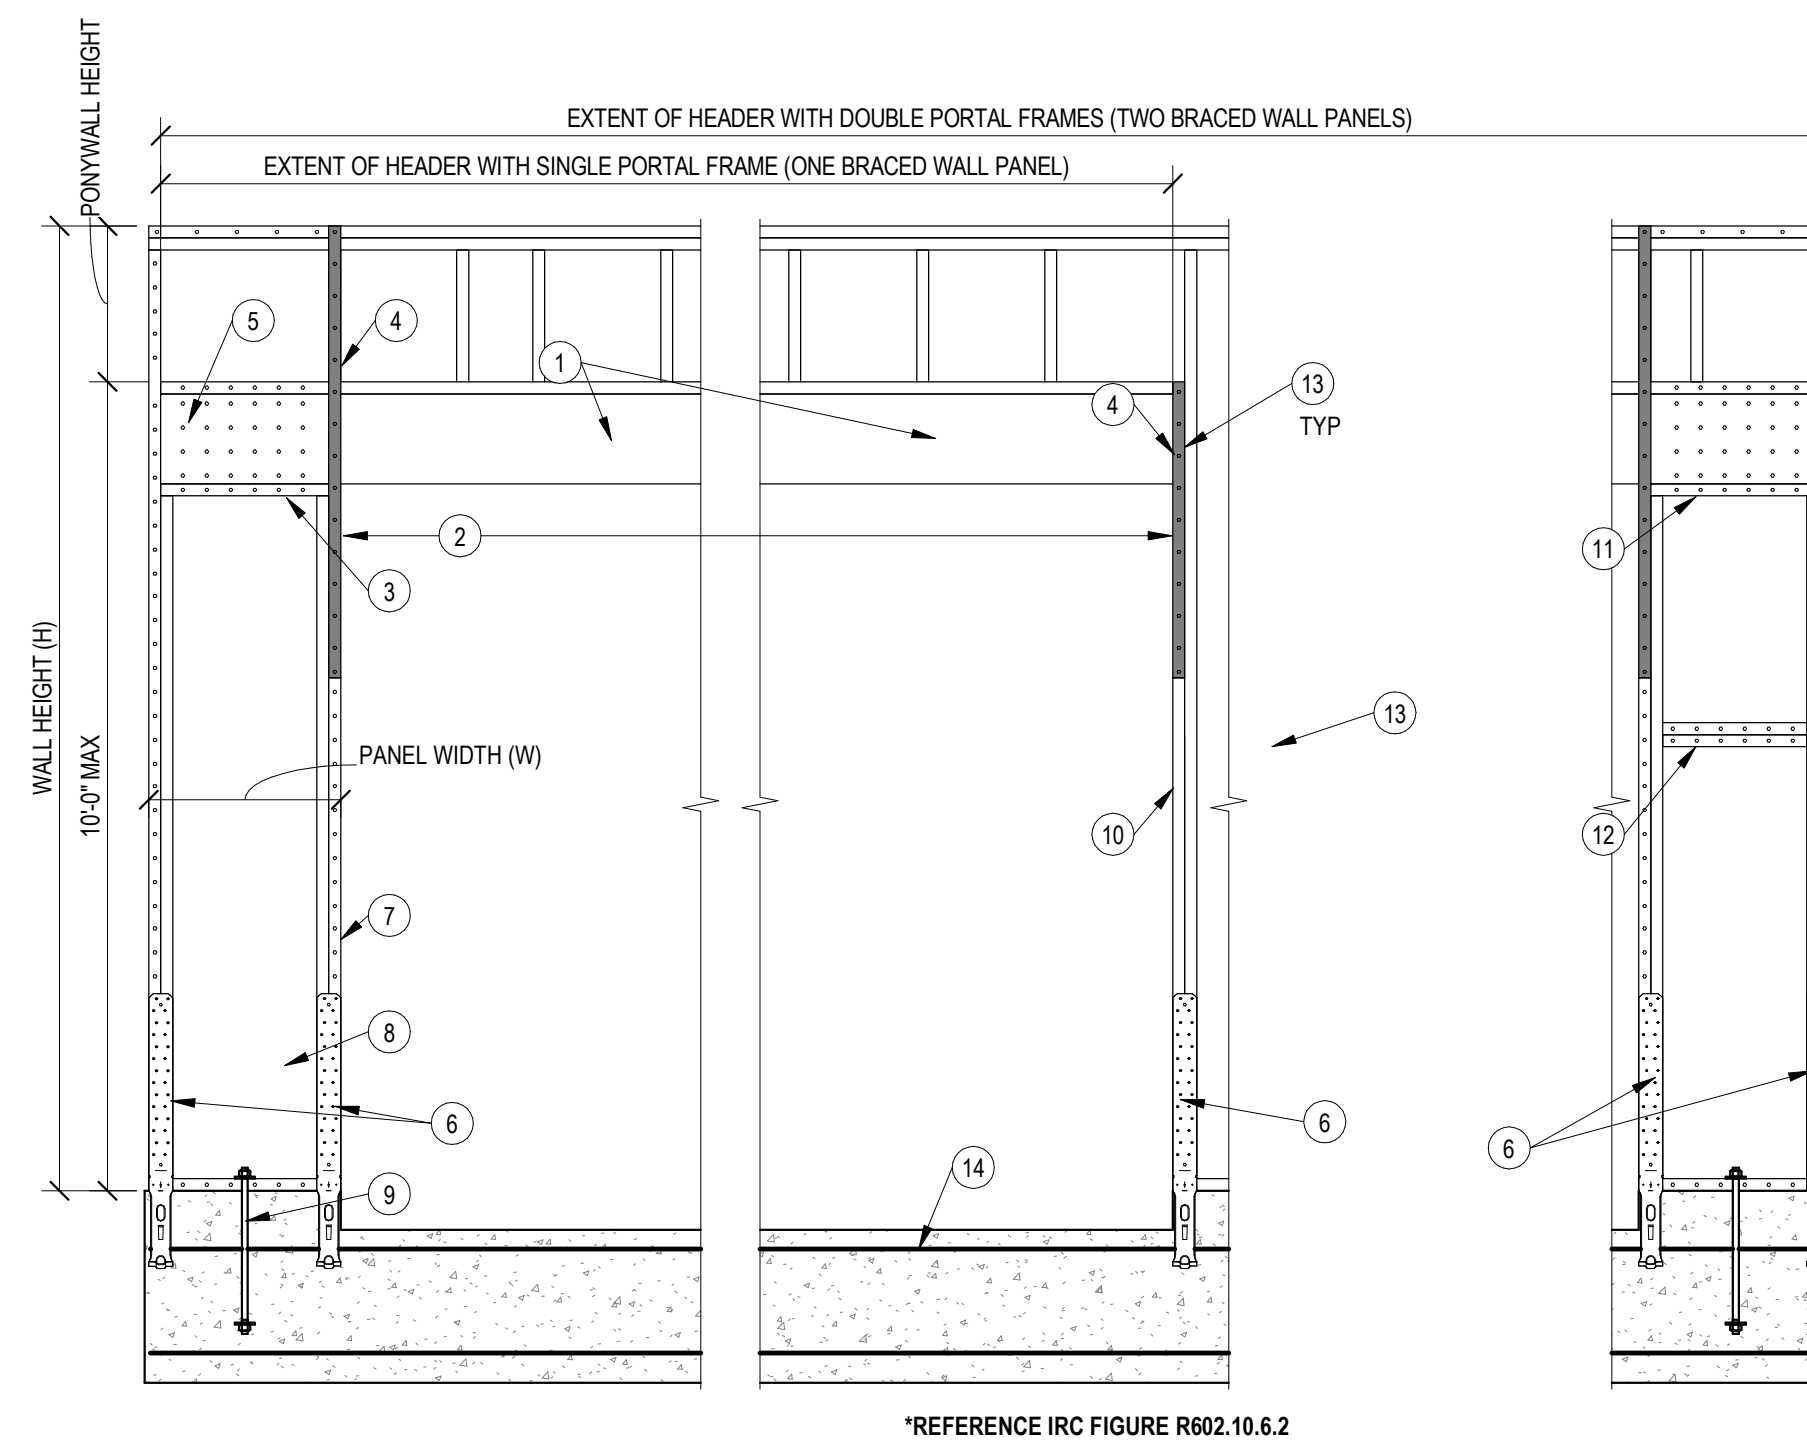 PONYWALL HEIGHT
EXTENT OF HEADER WITH DOUBLE PORTAL FRAMES (TWO BRACED WALL PANELS)
EXTENT OF HEADER WITH SINGLE PORTAL FRAME (ONE BRACED WALL PANEL)
5
4
1
4
13
TYP
2
3
11
WALL HEIGHT (H)
10'-0" MAX
PANEL WIDTH (W)
13
10
12
7
8
6
6
6
14
9
*REFERENCE IRC FIGURE R602.10.6.2